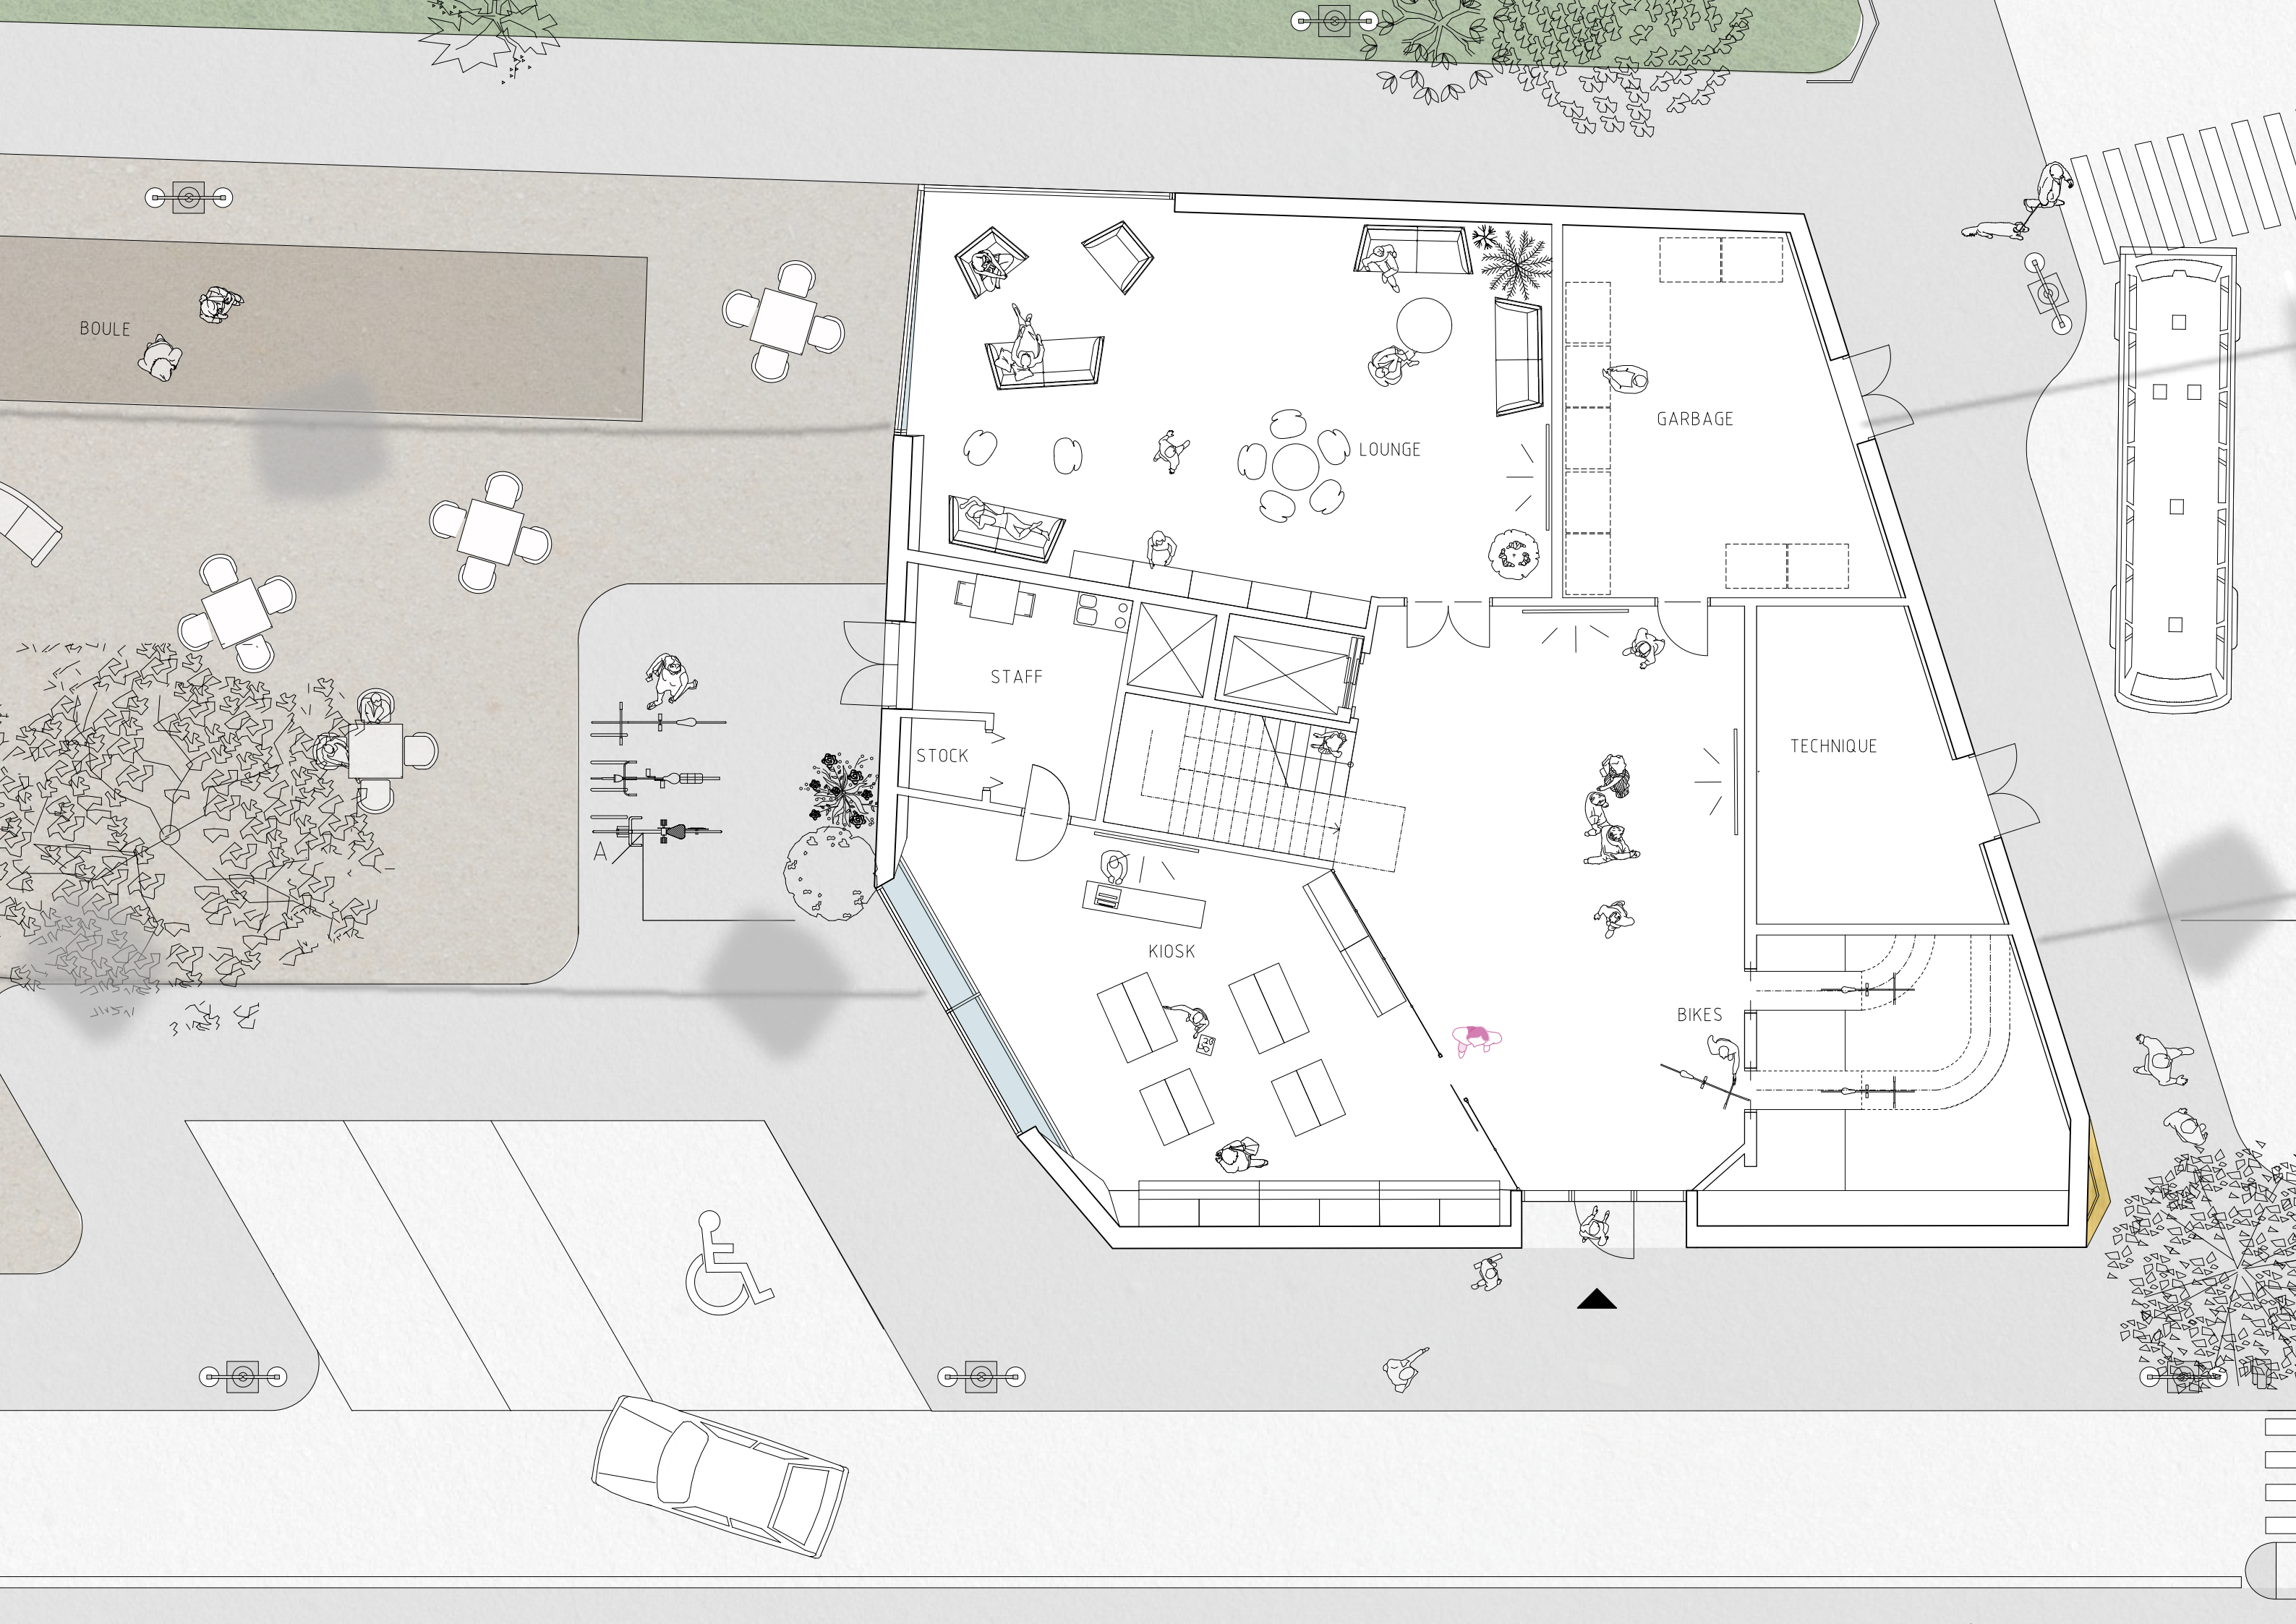 BOULE
LOUNGE
GARBAGE
STAFF
STOCK
TECHNIQUE
A
KIOSK
BIKES